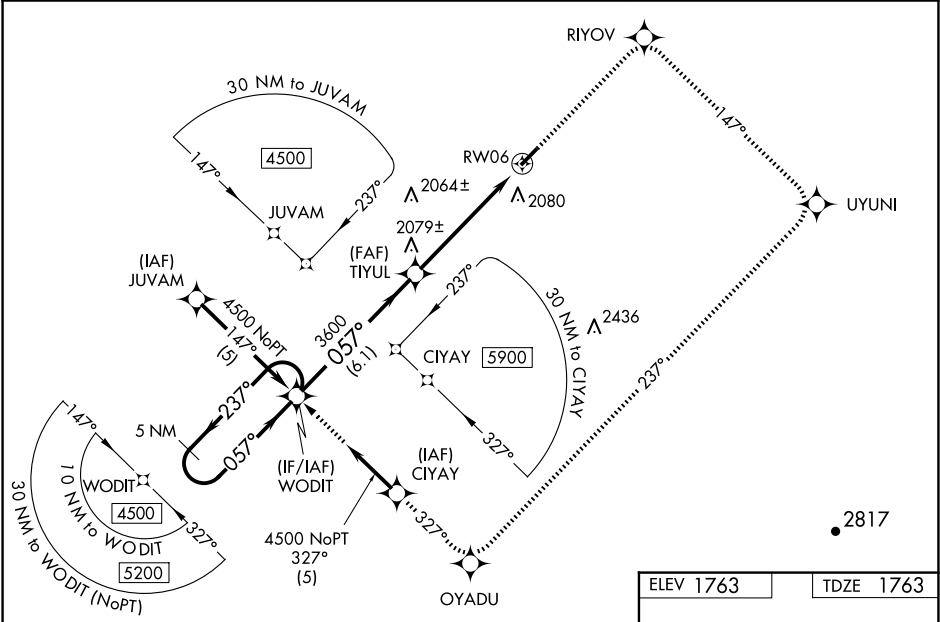 RIYOV
30 NM to JUVAM
4500
147°
237°
JUVAM
147°
RW06
2064±
2080
UYUNI
2079±
(FAF)
TIYUL
(IAF)
JUVAM
4500 NoPT
147°
(5)
3600
057°
(6.1)
237°
30 NM to CIYAY
2436
CIYAY
5900
327°
237°
237°
057°
5 NM
(IF/IAF)
WODIT
(IAF)
CIYAY
147°
WODIT
4500
10 NM to WODIT
327°
5200
30 NM to WODIT (NoPT)
4500 NoPT
327°
(5)
327°
OYADU
2817
ELEV 1763
TDZE 1763